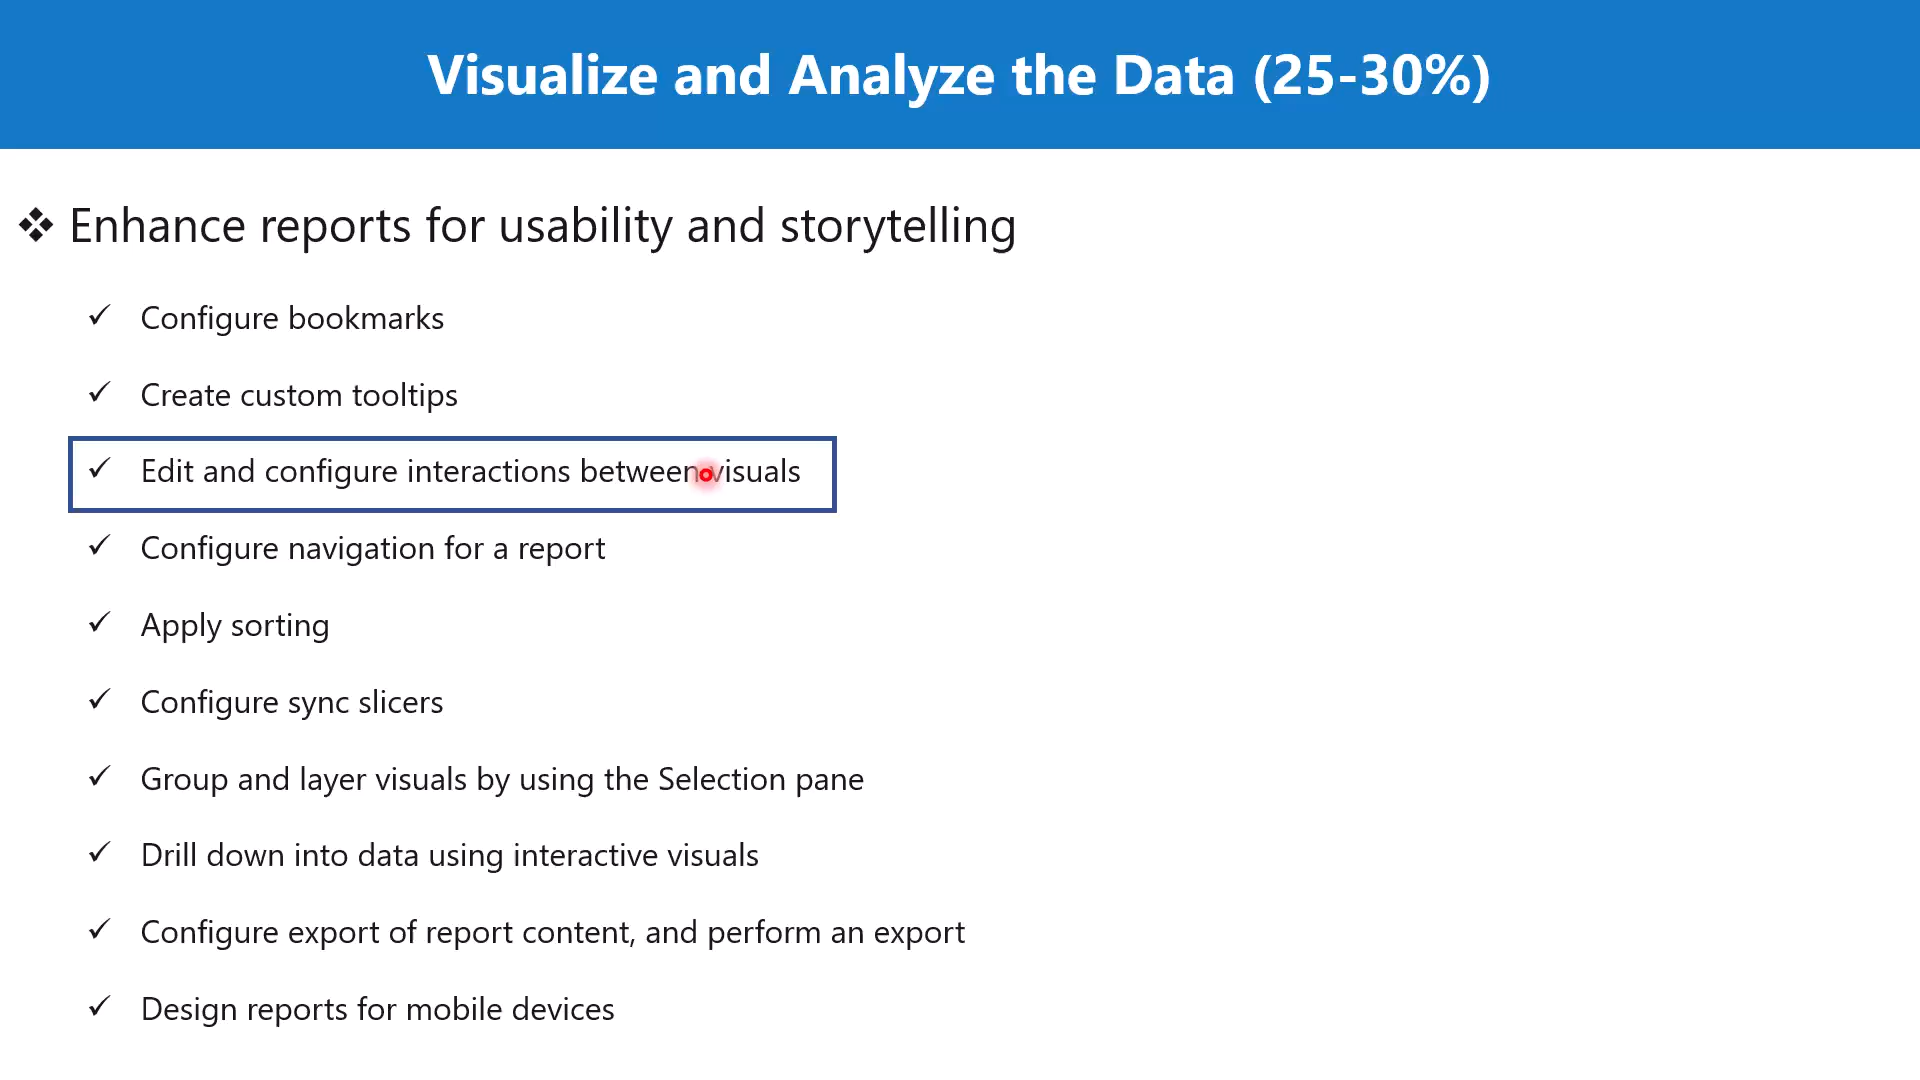 Visualize and Analyze the Data (25-30%)
❖ Enhance reports for usability and storytelling
✓ Configure bookmarks
✓ Create custom tooltips
✓ Edit and configure interactions between visuals
✓ Configure navigation for a report
✓ Apply sorting
✓ Configure sync slicers
✓ Group and layer visuals by using the Selection pane
✓ Drill down into data using interactive visuals
✓ Configure export of report content, and perform an export
✓ Design reports for mobile devices